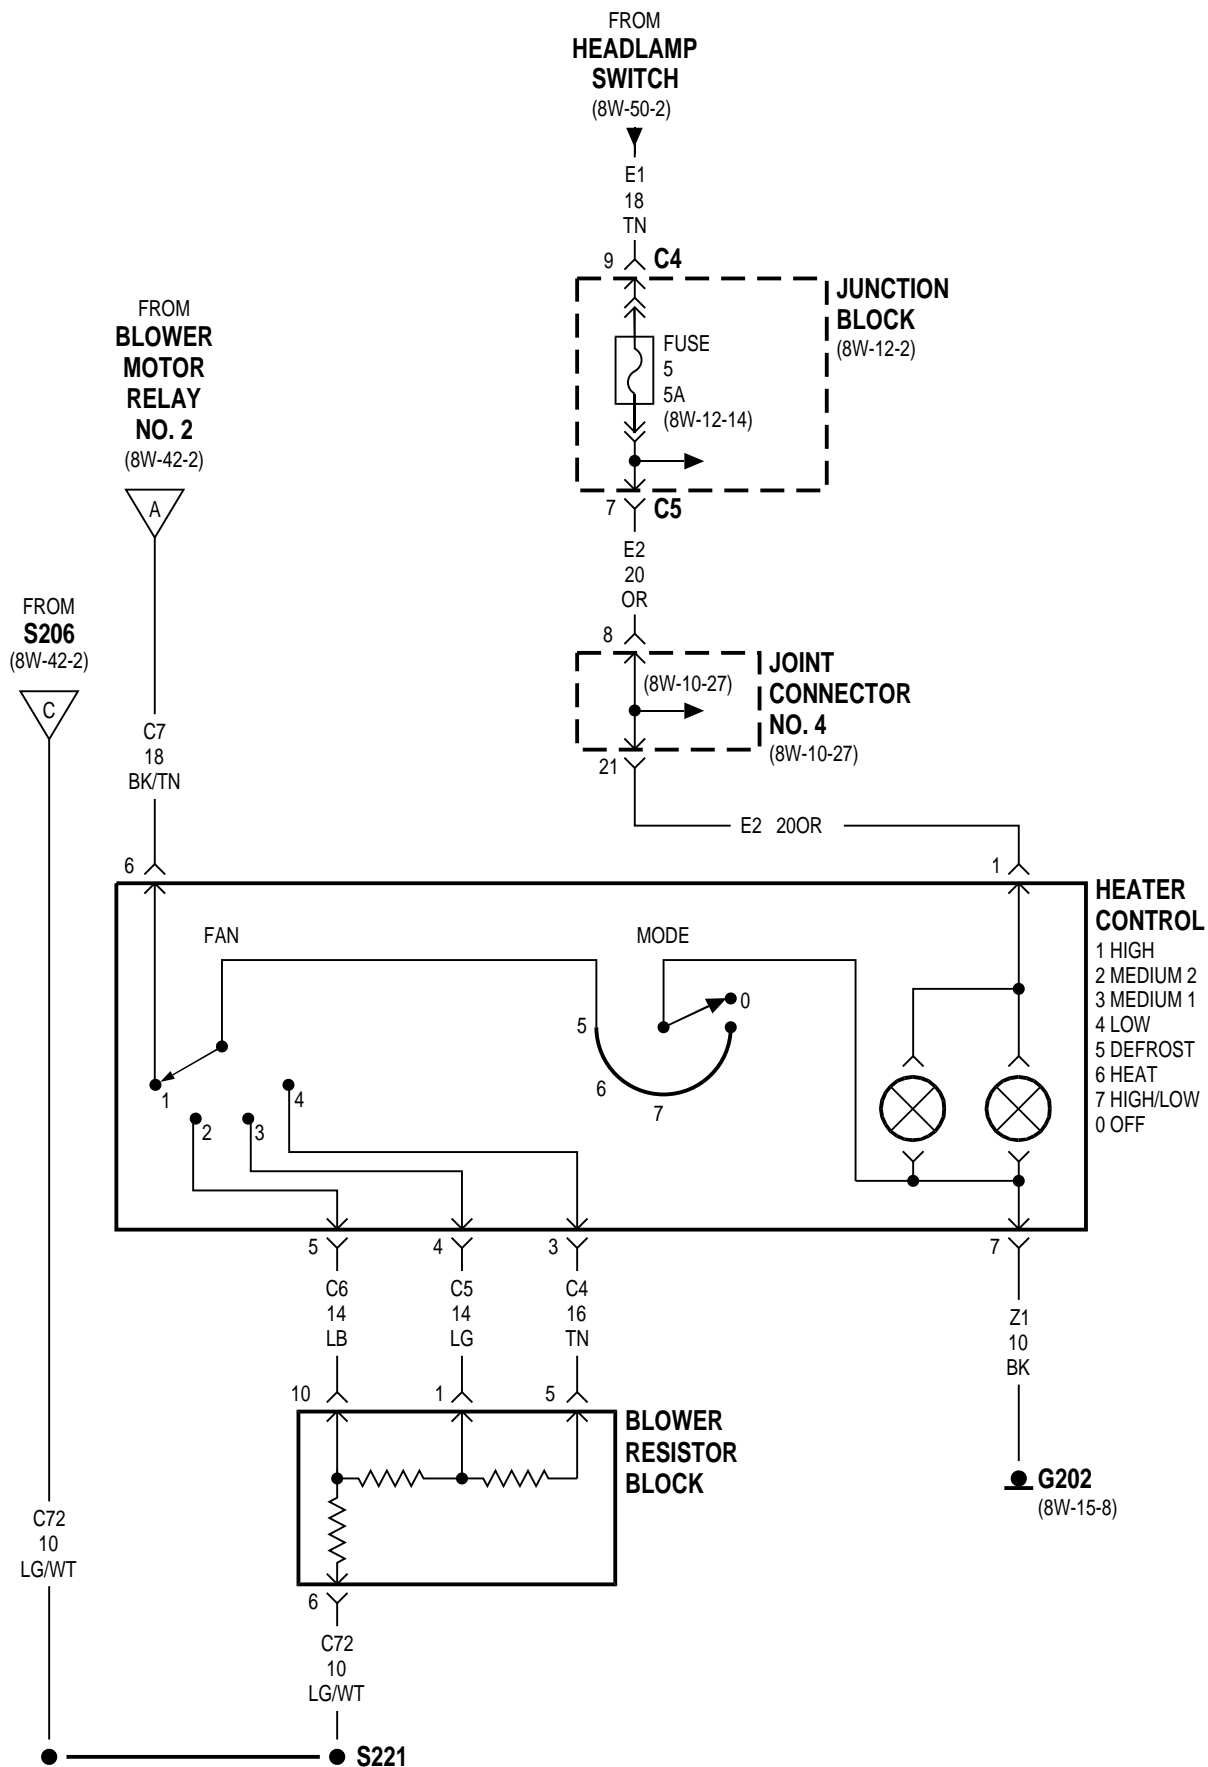 FROM
HEADLAMP
SWITCH
(8W-50-2)
E1
18
TN
9
C4
JUNCTION
BLOCK
(8W-12-2)
FUSE
5
5A
(8W-12-14)
7
C5
E2
20
OR
8
JOINT
CONNECTOR
NO. 4
(8W-10-27)
(8W-10-27)
21
E2 20OR
FROM
BLOWER
MOTOR
RELAY
NO. 2
(8W-42-2)
A
C7
18
BK/TN
FROM
S206
(8W-42-2)
C
6
1
HEATER
CONTROL
1 HIGH
2 MEDIUM 2
3 MEDIUM 1
4 LOW
5 DEFROST
6 HEAT
7 HIGH/LOW
0 OFF
FAN
MODE
0
5
6
7
1
2
3
4
5
4
3
7
C6
14
LB
C5
14
LG
C4
16
TN
Z1
10
BK
10
1
5
BLOWER
RESISTOR
BLOCK
G202
(8W-15-8)
C72
10
LG/WT
6
C72
10
LG/WT
S221